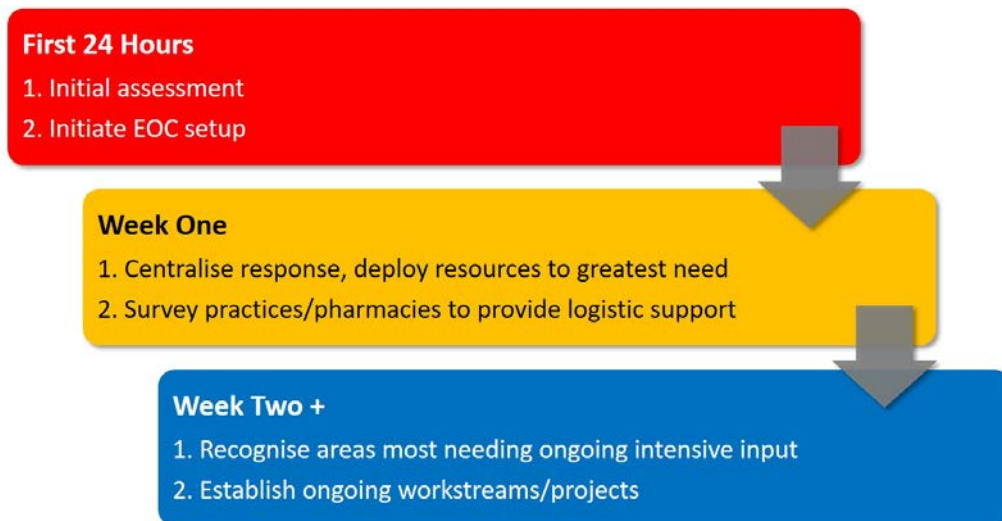 First 24 Hours
1. Initial assessment
2. Initiate EOC setup
Week One
1. Centralise response, deploy resources to greatest need
2. Survey practices/pharmacies to provide logistic support
Week Two +
1. Recognise areas most needing ongoing intensive input
2. Establish ongoing workstreams/projects